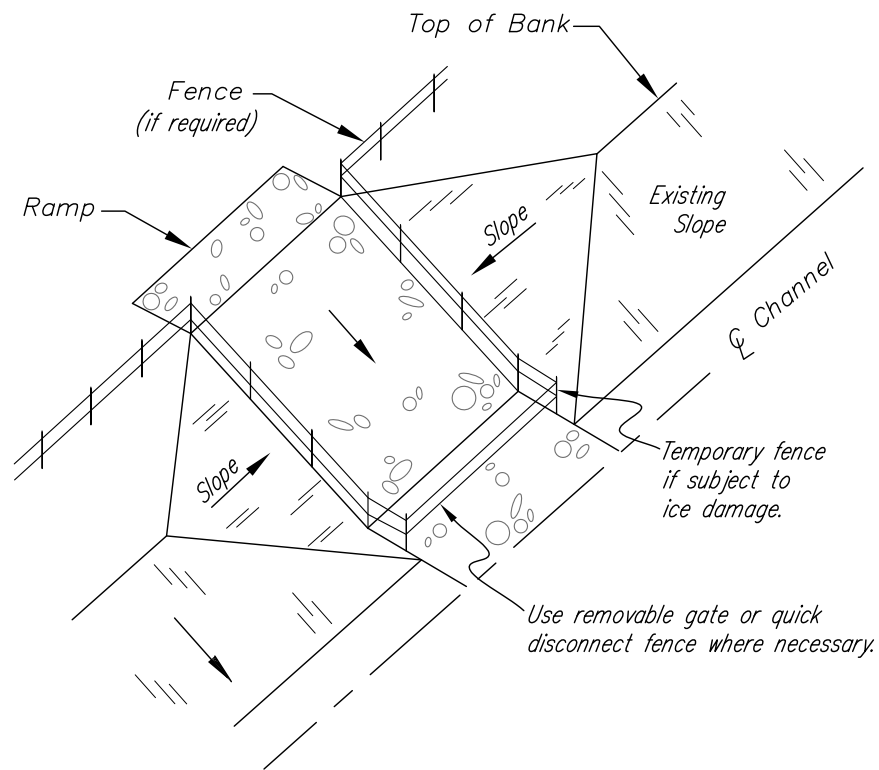 Top of Bank
Fence
(if required)
Ramp
Existing
Slope
Slope
℄ Channel
Slope
Temporary fence
if subject to
ice damage.
Use removable gate or quick
disconnect fence where necessary.